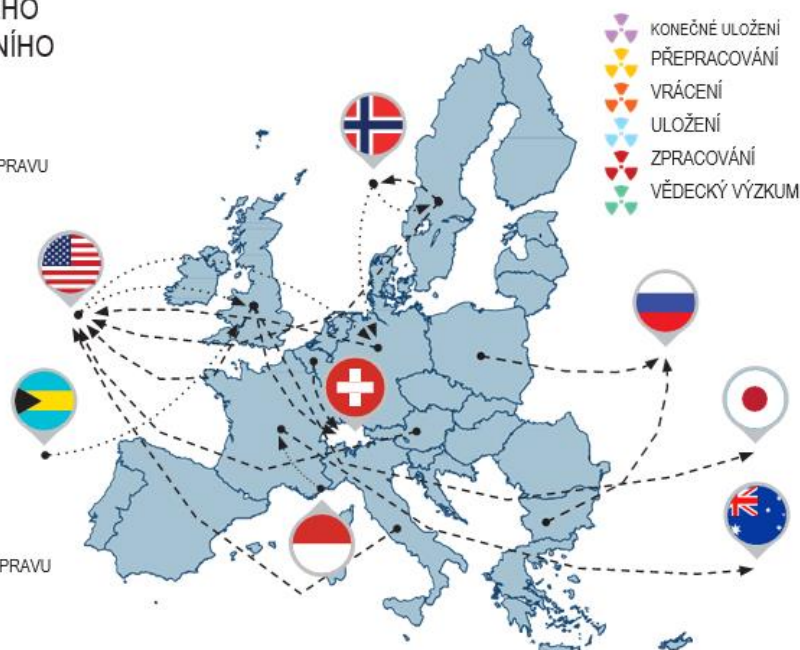 HO
NÍHO
KONEČNÉ ULOŽENÍ
PŘEPRACOVÁNÍ
VRÁCENÍ
ULOŽENÍ
ZPRACOVÁNÍ
VĚDECKÝ VÝZKUM
PRAVU
PRAVU